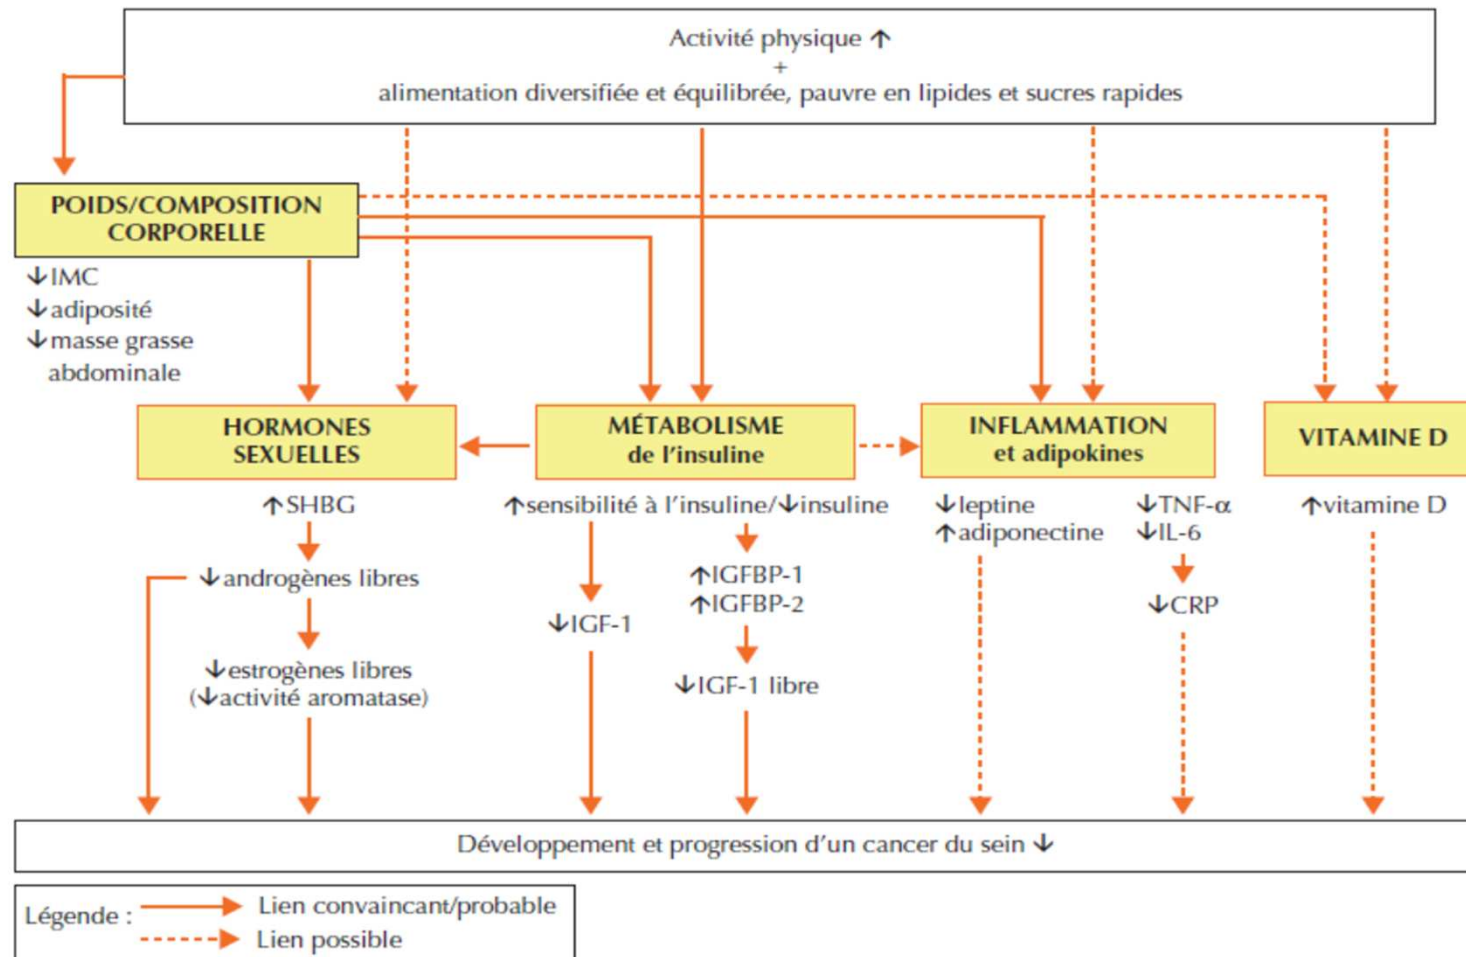 Activité physique ↑
+
alimentation diversifiée et équilibrée, pauvre en lipides et sucres rapides
POIDS/COMPOSITION
CORPORELLE
↓IMC
↓adiposité
↓masse grasse
abdominale
HORMONES
SEXUELLES
↑SHBG
↓androgènes libres
↓estrogènes libres
(↓activité aromatase)
MÉTABOLISME
de l'insuline
↑sensibilité à l'insuline/↓insuline
↓IGF-1
↑IGFBP-1
↑IGFBP-2
↓IGF-1 libre
INFLAMMATION
et adipokines
↓leptine
↑adiponectine
↓TNF-α
↓IL-6
↓CRP
VITAMINE D
↑vitamine D
Développement et progression d'un cancer du sein ↓
Légende :
Lien convaincant/probable
Lien possible